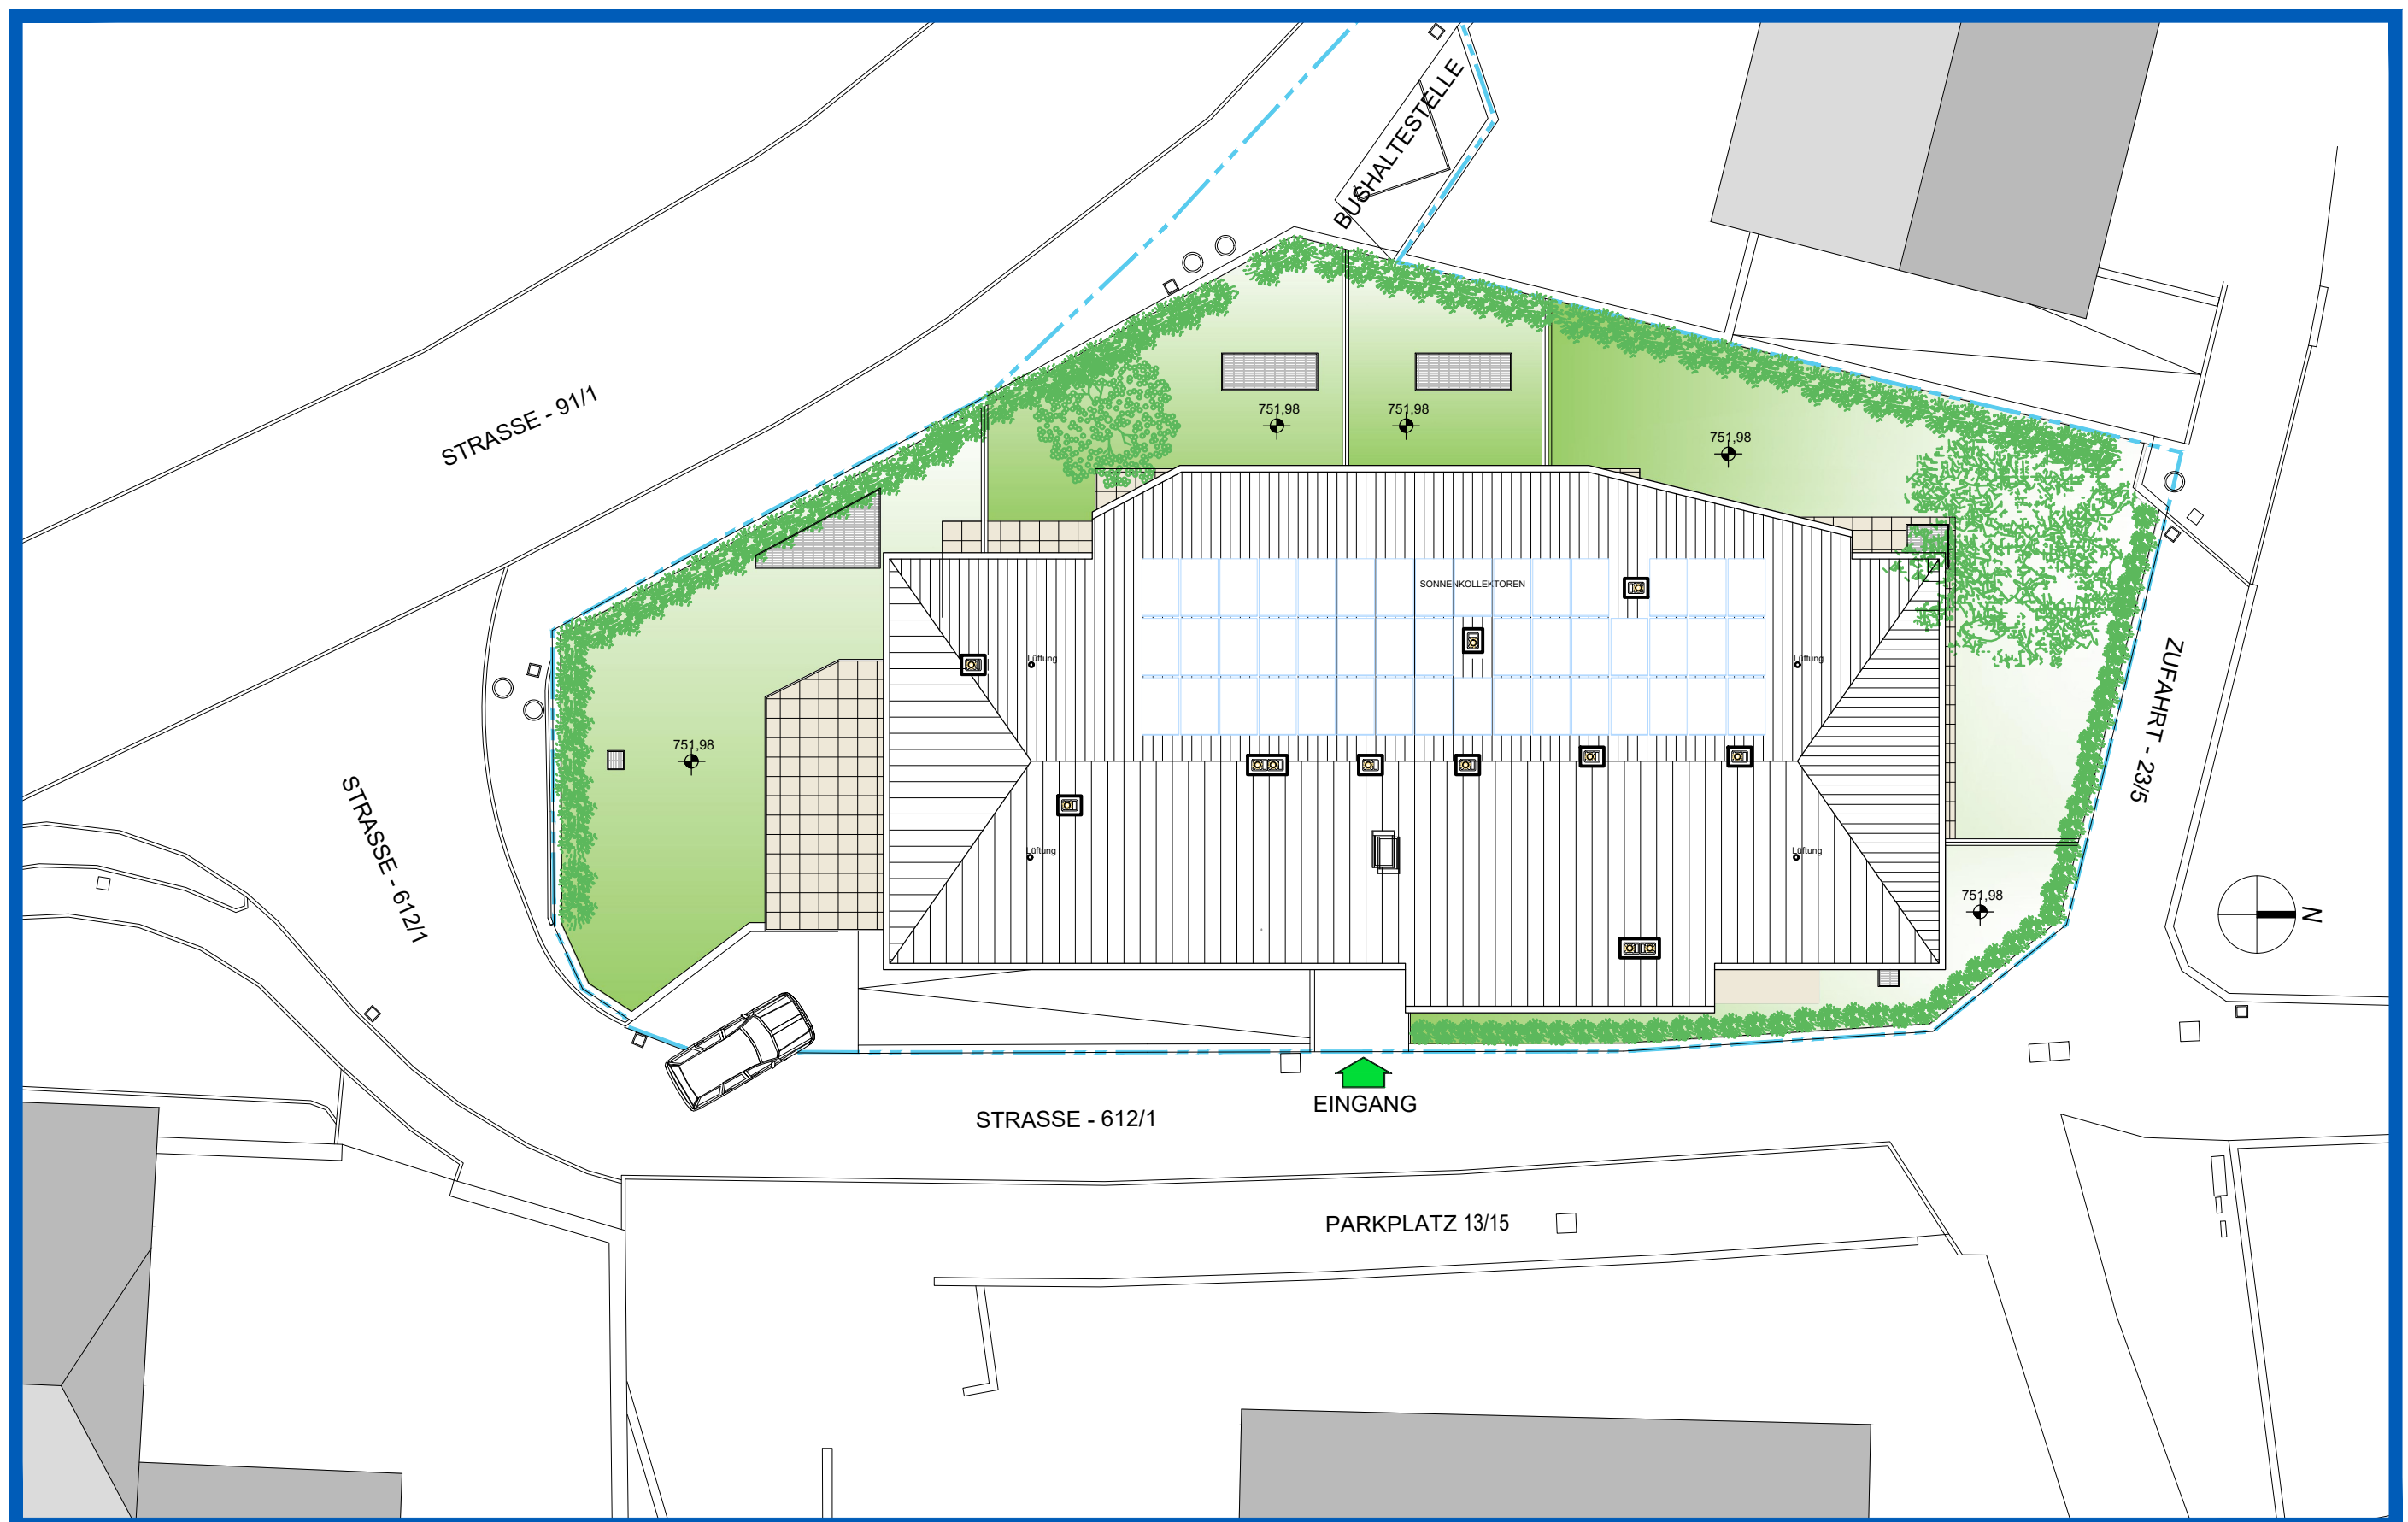 BUSHALTESTELLE
STRASSE - 91/1
751,98
751,98
751,98
SONNENKOLLEKTOREN
Lüftung
Lüftung
ZUFAHRT - 23/5
751,98
STRASSE - 612/1
Lüftung
Lüftung
751,98
N
EINGANG
STRASSE - 612/1
PARKPLATZ 13/15